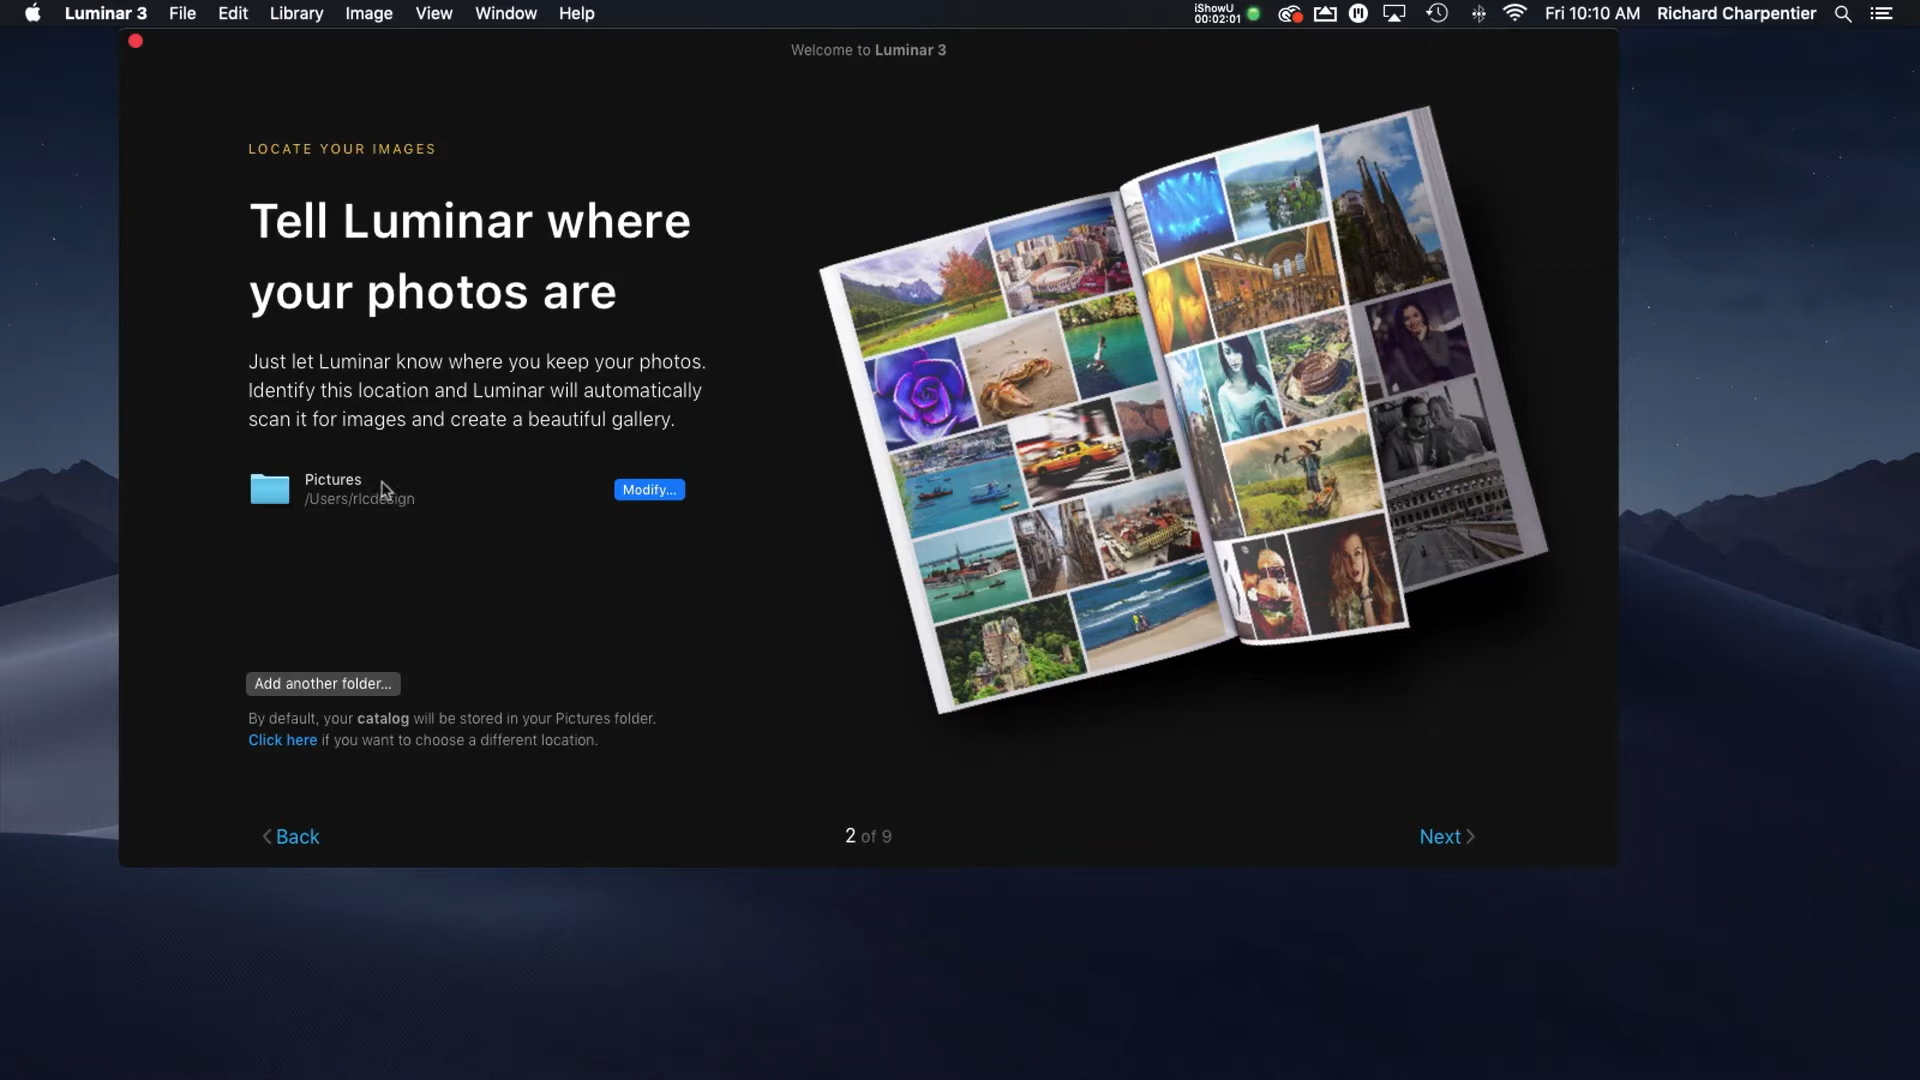 Luminar 3 File Edit Library Image View Window Help
iShowU
00:02:01
Fri 10:10 AM Richard Charpentier
Welcome to Luminar 3
LOCATE YOUR IMAGES
Tell Luminar where
your photos are
Just let Luminar know where you keep your photos.
Identify this location and Luminar will automatically
scan it for images and create a beautiful gallery.
Pictures
/Users/rlcdesign
Modify...
Add another folder...
By default, your catalog will be stored in your Pictures folder.
Click here if you want to choose a different location.
Back
2 of 9
Next